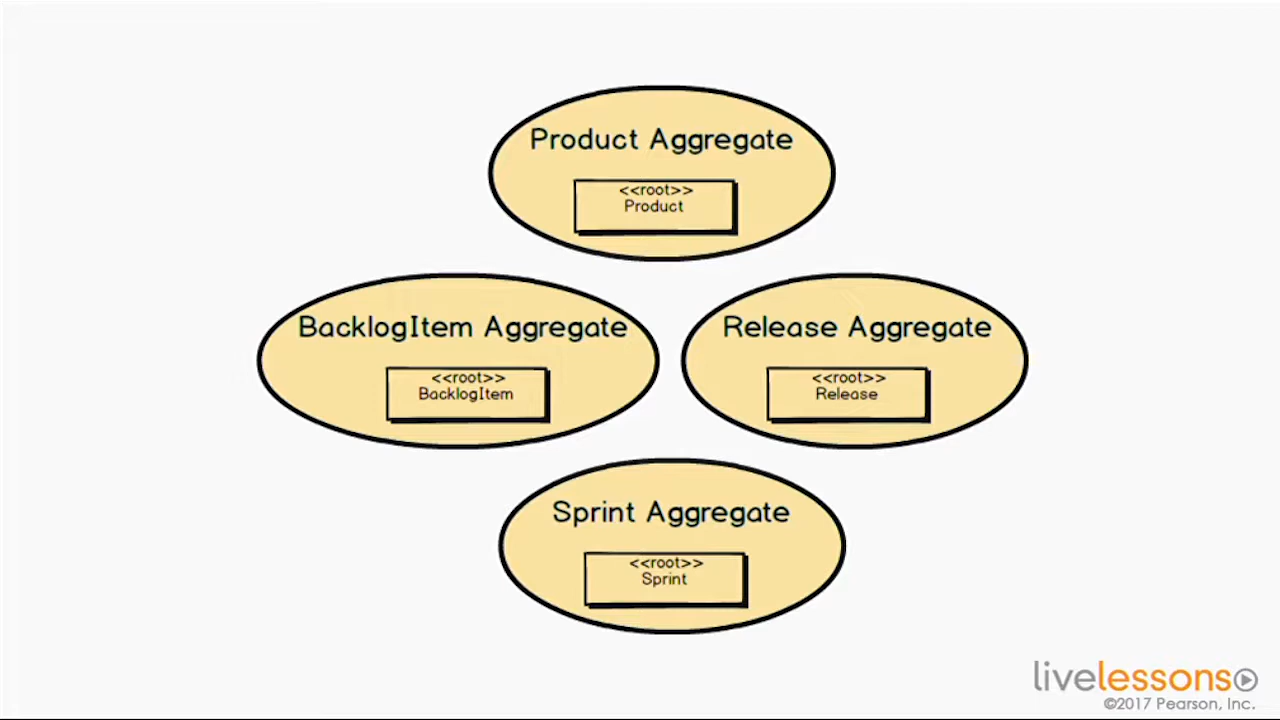 Product Aggregate
<<root>>
Product
BacklogItem Aggregate
<<root>>
BacklogItem
Release Aggregate
<<root>>
Release
Sprint Aggregate
<<root>>
Sprint
livelessons
©2017 Pearson, Inc.